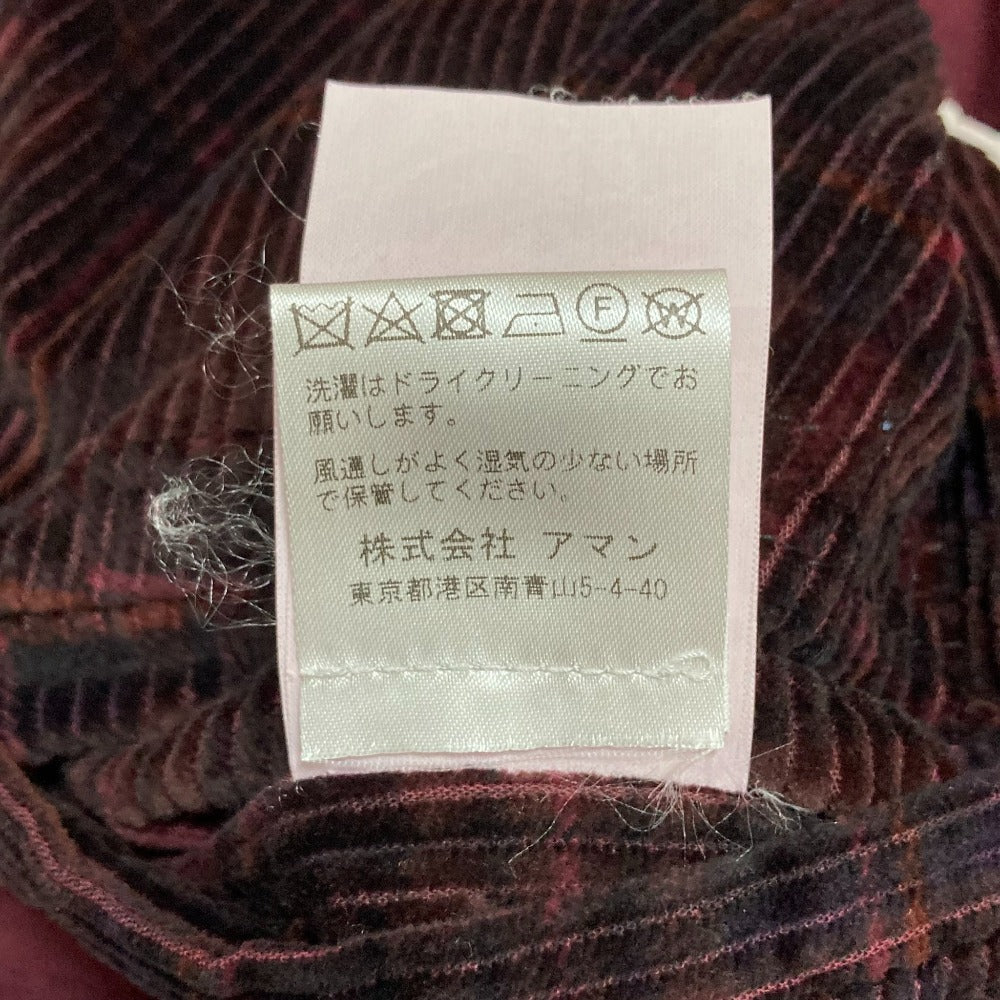 F W
洗濯はドライクリーニングでお
願いします。
風通しがよく湿気の少ない場所
で保管してください。
株式会社 アマン
東京都港区南青山5-4-40